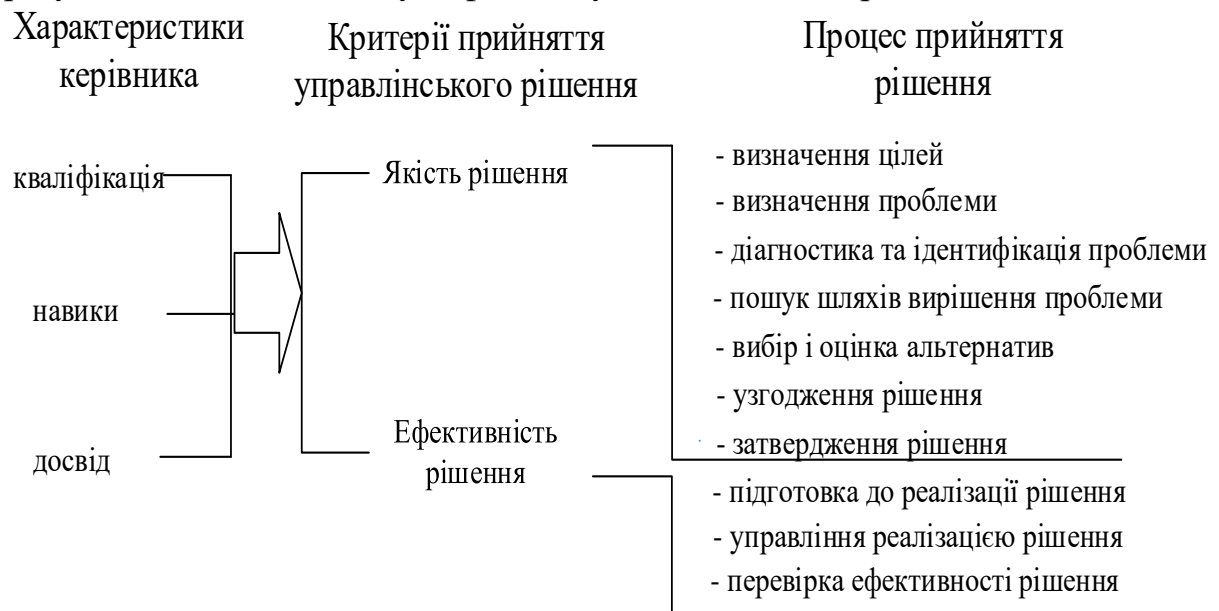 Характеристики
керівника
Критерії прийняття
управлінського рішення
Процес прийняття
рішення
кваліфікація
навики
досвід
Якість рішення
Ефективність
рішення
- визначення цілей
- визначення проблеми
- діагностика та ідентифікація проблеми
- пошук шляхів вирішення проблеми
- вибір і оцінка альтернатив
- узгодження рішення
- затвердження рішення
- підготовка до реалізації рішення
- управління реалізацією рішення
- перевірка ефективності рішення